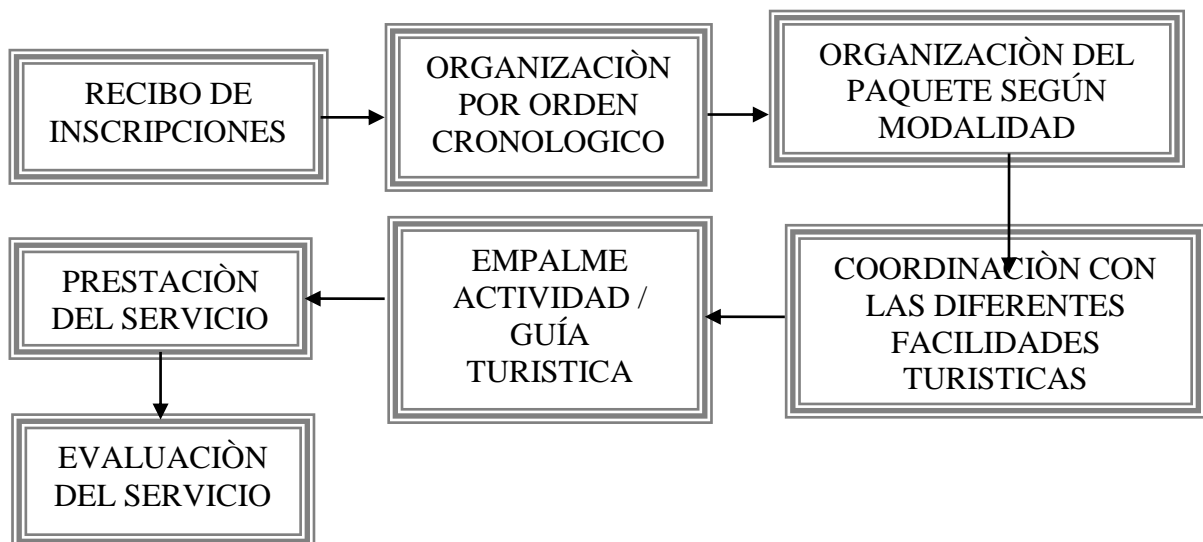 RECIBO DE
INSCRIPCIONES
ORGANIZACIÒN
POR ORDEN
CRONOLOGICO
ORGANIZACIÒN DEL
PAQUETE SEGÚN
MODALIDAD
COORDINACIÒN CON
LAS DIFERENTES
FACILIDADES
TURISTICAS
EMPALME
ACTIVIDAD /
GUÍA
TURISTICA
PRESTACIÒN
DEL SERVICIO
EVALUACIÒN
DEL SERVICIO